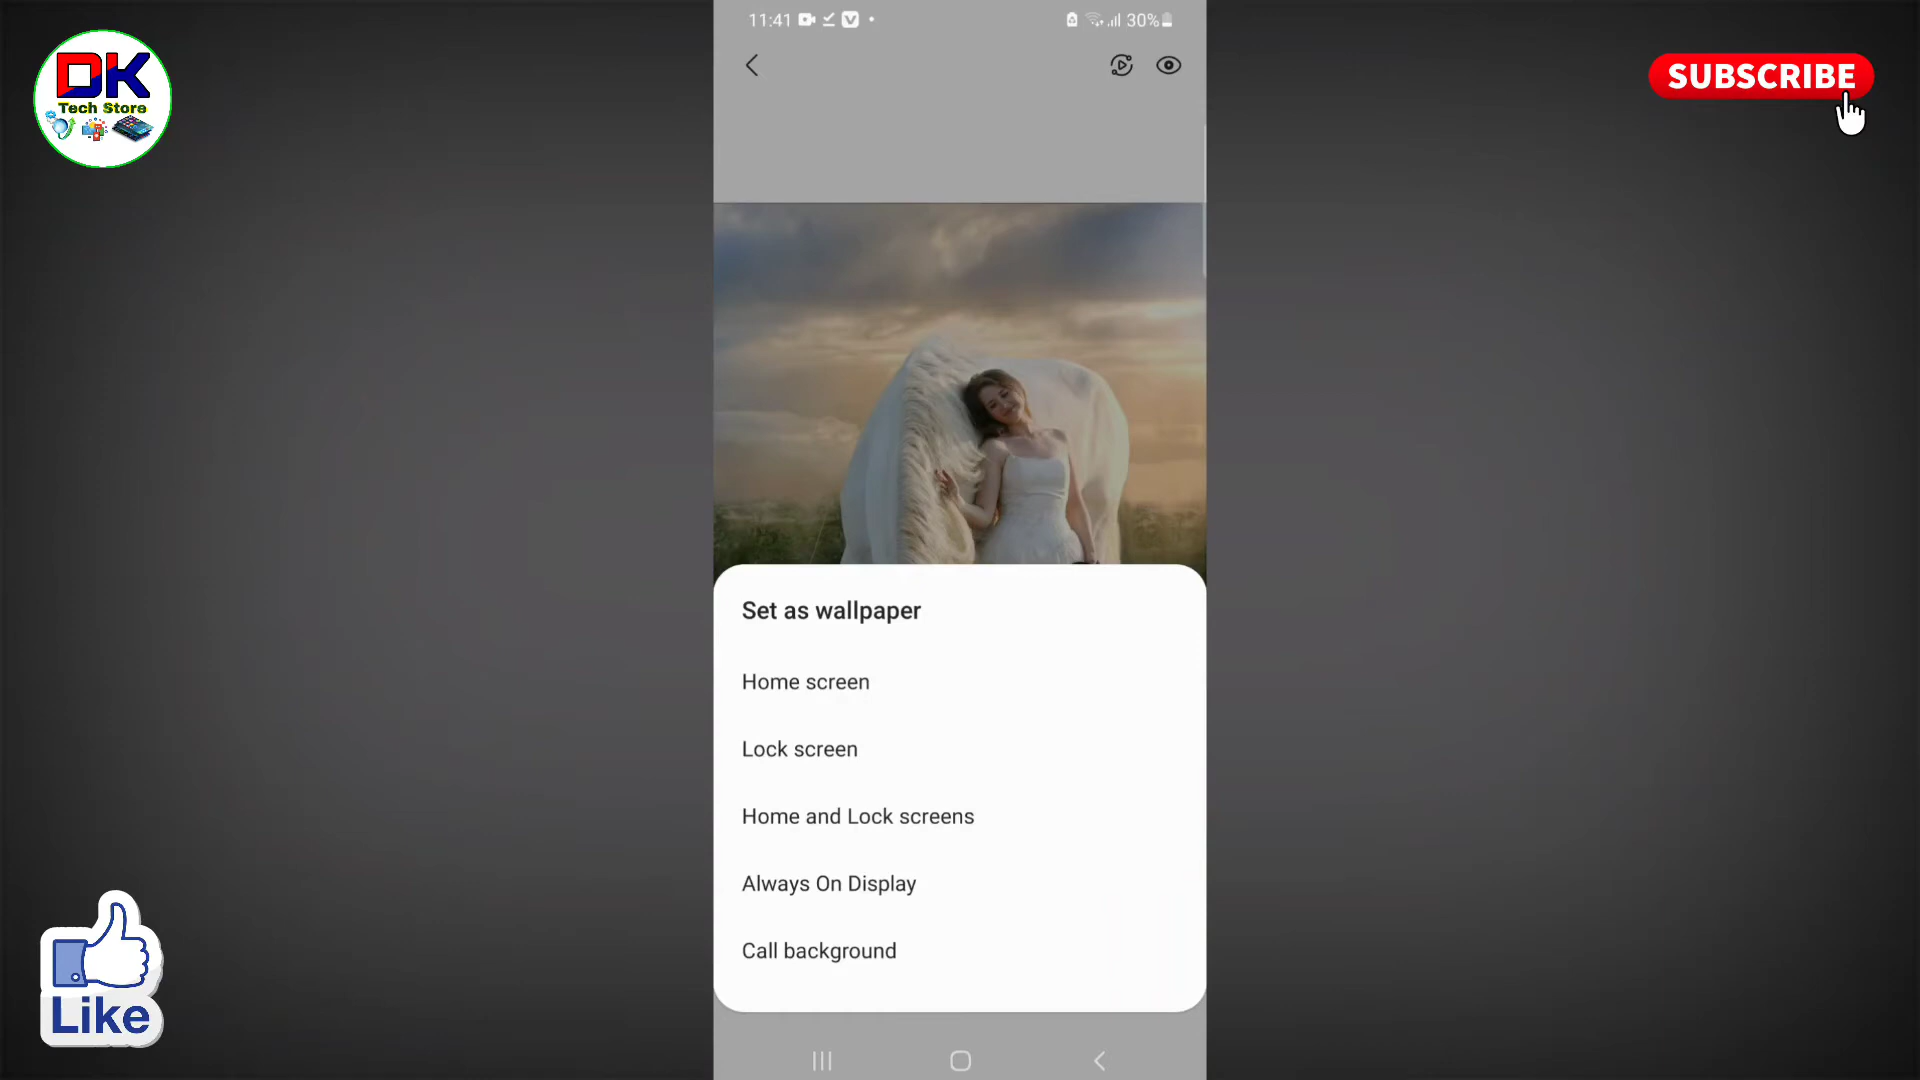 11:41
30%
DK
Tech Store
SUBSCRIBE
Set as wallpaper
Home screen
Lock screen
Home and Lock screens
Always On Display
Call background
Like